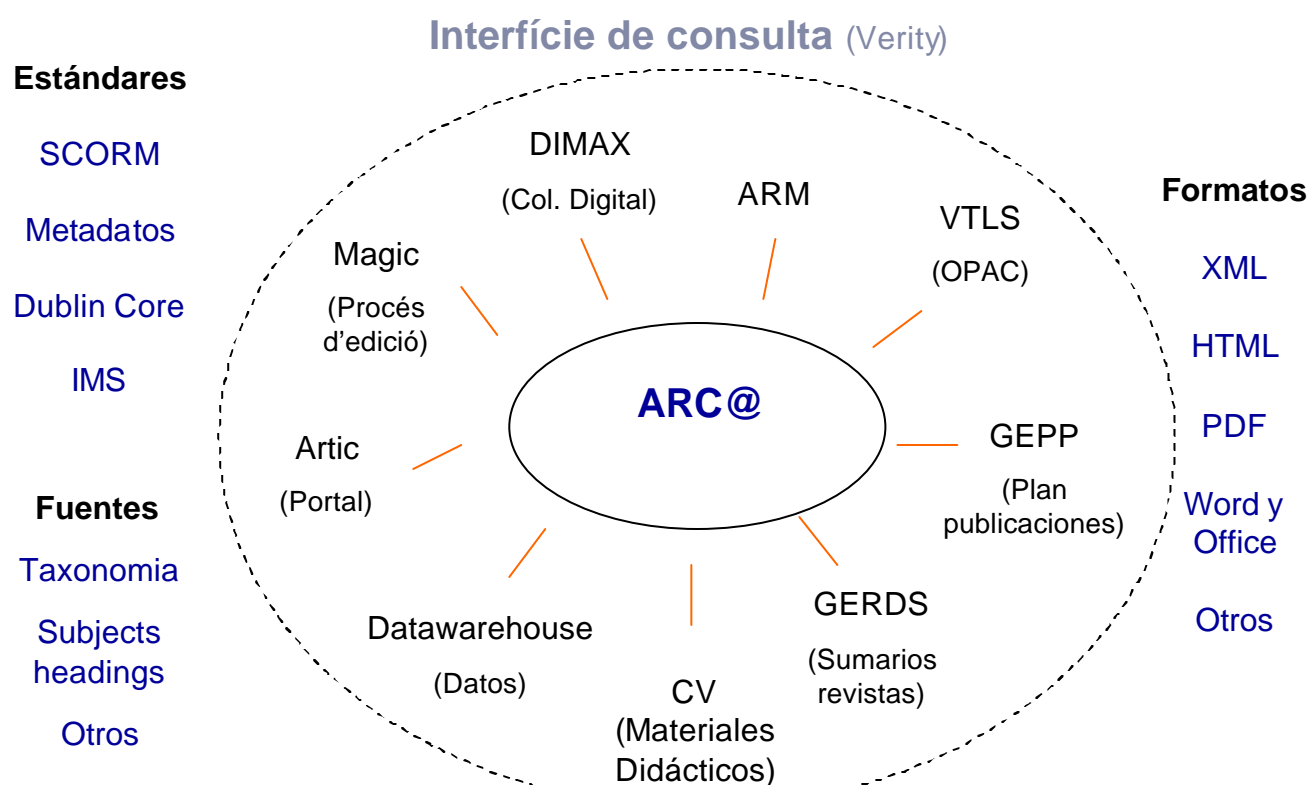 Interfície de consulta (Verity)
Estándares
SCORM
Metadatos
Dublin Core
IMS
Fuentes
Taxonomia
Subjects
headings
Otros
DIMAX
(Col. Digital)
ARM
VTLS
(OPAC)
Magic
(Procés
d'edició)
ARC@
Artic
(Portal)
GEPP
(Plan
publicaciones)
Datawarehouse
(Datos)
CV
(Materiales
Didácticos)
GERDS
(Sumarios
revistas)
Formatos
XML
HTML
PDF
Word y
Office
Otros